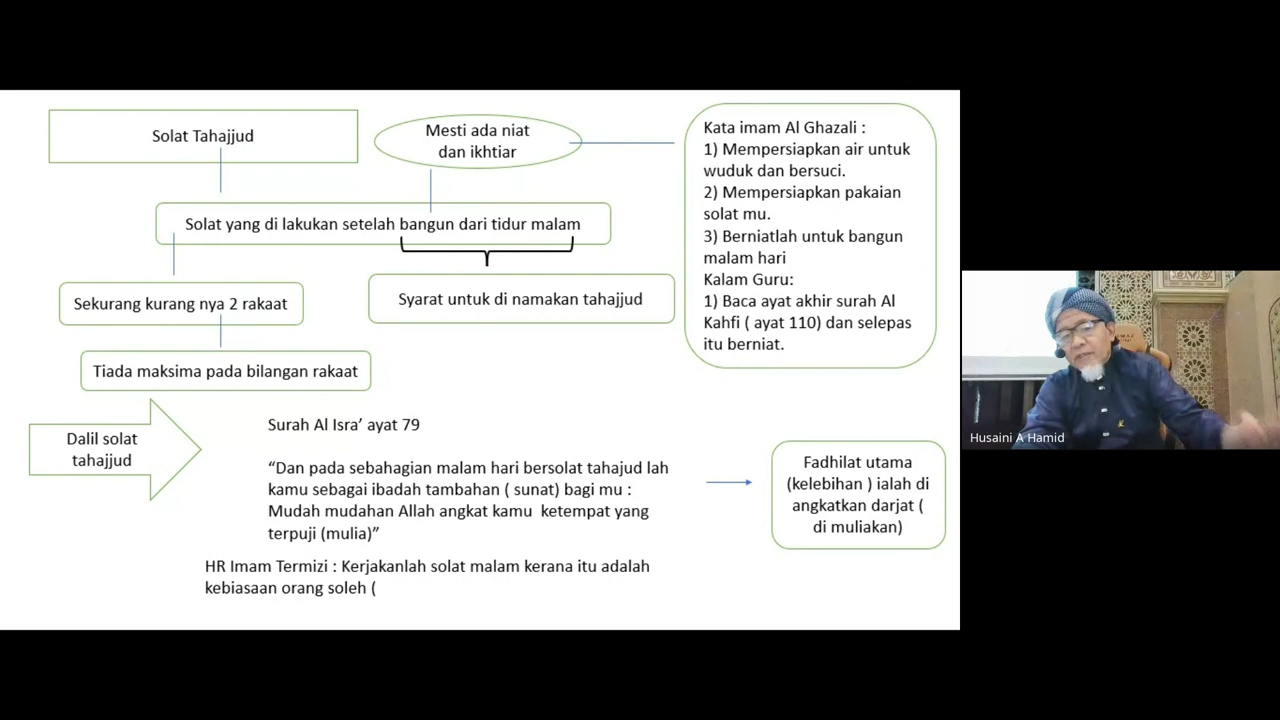 Solat Tahajjud
Mesti ada niat
dan ikhtiar
Solat yang di lakukan setelah bangun dari tidur malam
Sekurang kurang nya 2 rakaat
Syarat untuk di namakan tahajjud
Tiada maksima pada bilangan rakaat
Kata imam Al Ghazali :
1) Mempersiapkan air untuk
wuduk dan bersuci.
2) Mempersiapkan pakaian
solat mu.
3) Berniatlah untuk bangun
malam hari
Kalam Guru:
1) Baca ayat akhir surah Al
Kahfi ( ayat 110) dan selepas
itu berniat.
Dalil solat
tahajjud
Surah Al Isra’ ayat 79
“Dan pada sebahagian malam hari bersolat tahajud lah
kamu sebagai ibadah tambahan ( sunat) bagi mu :
Mudah mudahan Allah angkat kamu  ketempat yang
terpuji (mulia)”
HR Imam Termizi : Kerjakanlah solat malam kerana itu adalah
kebiasaan orang soleh (
Fadhilat utama
(kelebihan ) ialah di
angkatkan darjat (
di muliakan)
Husaini A Hamid